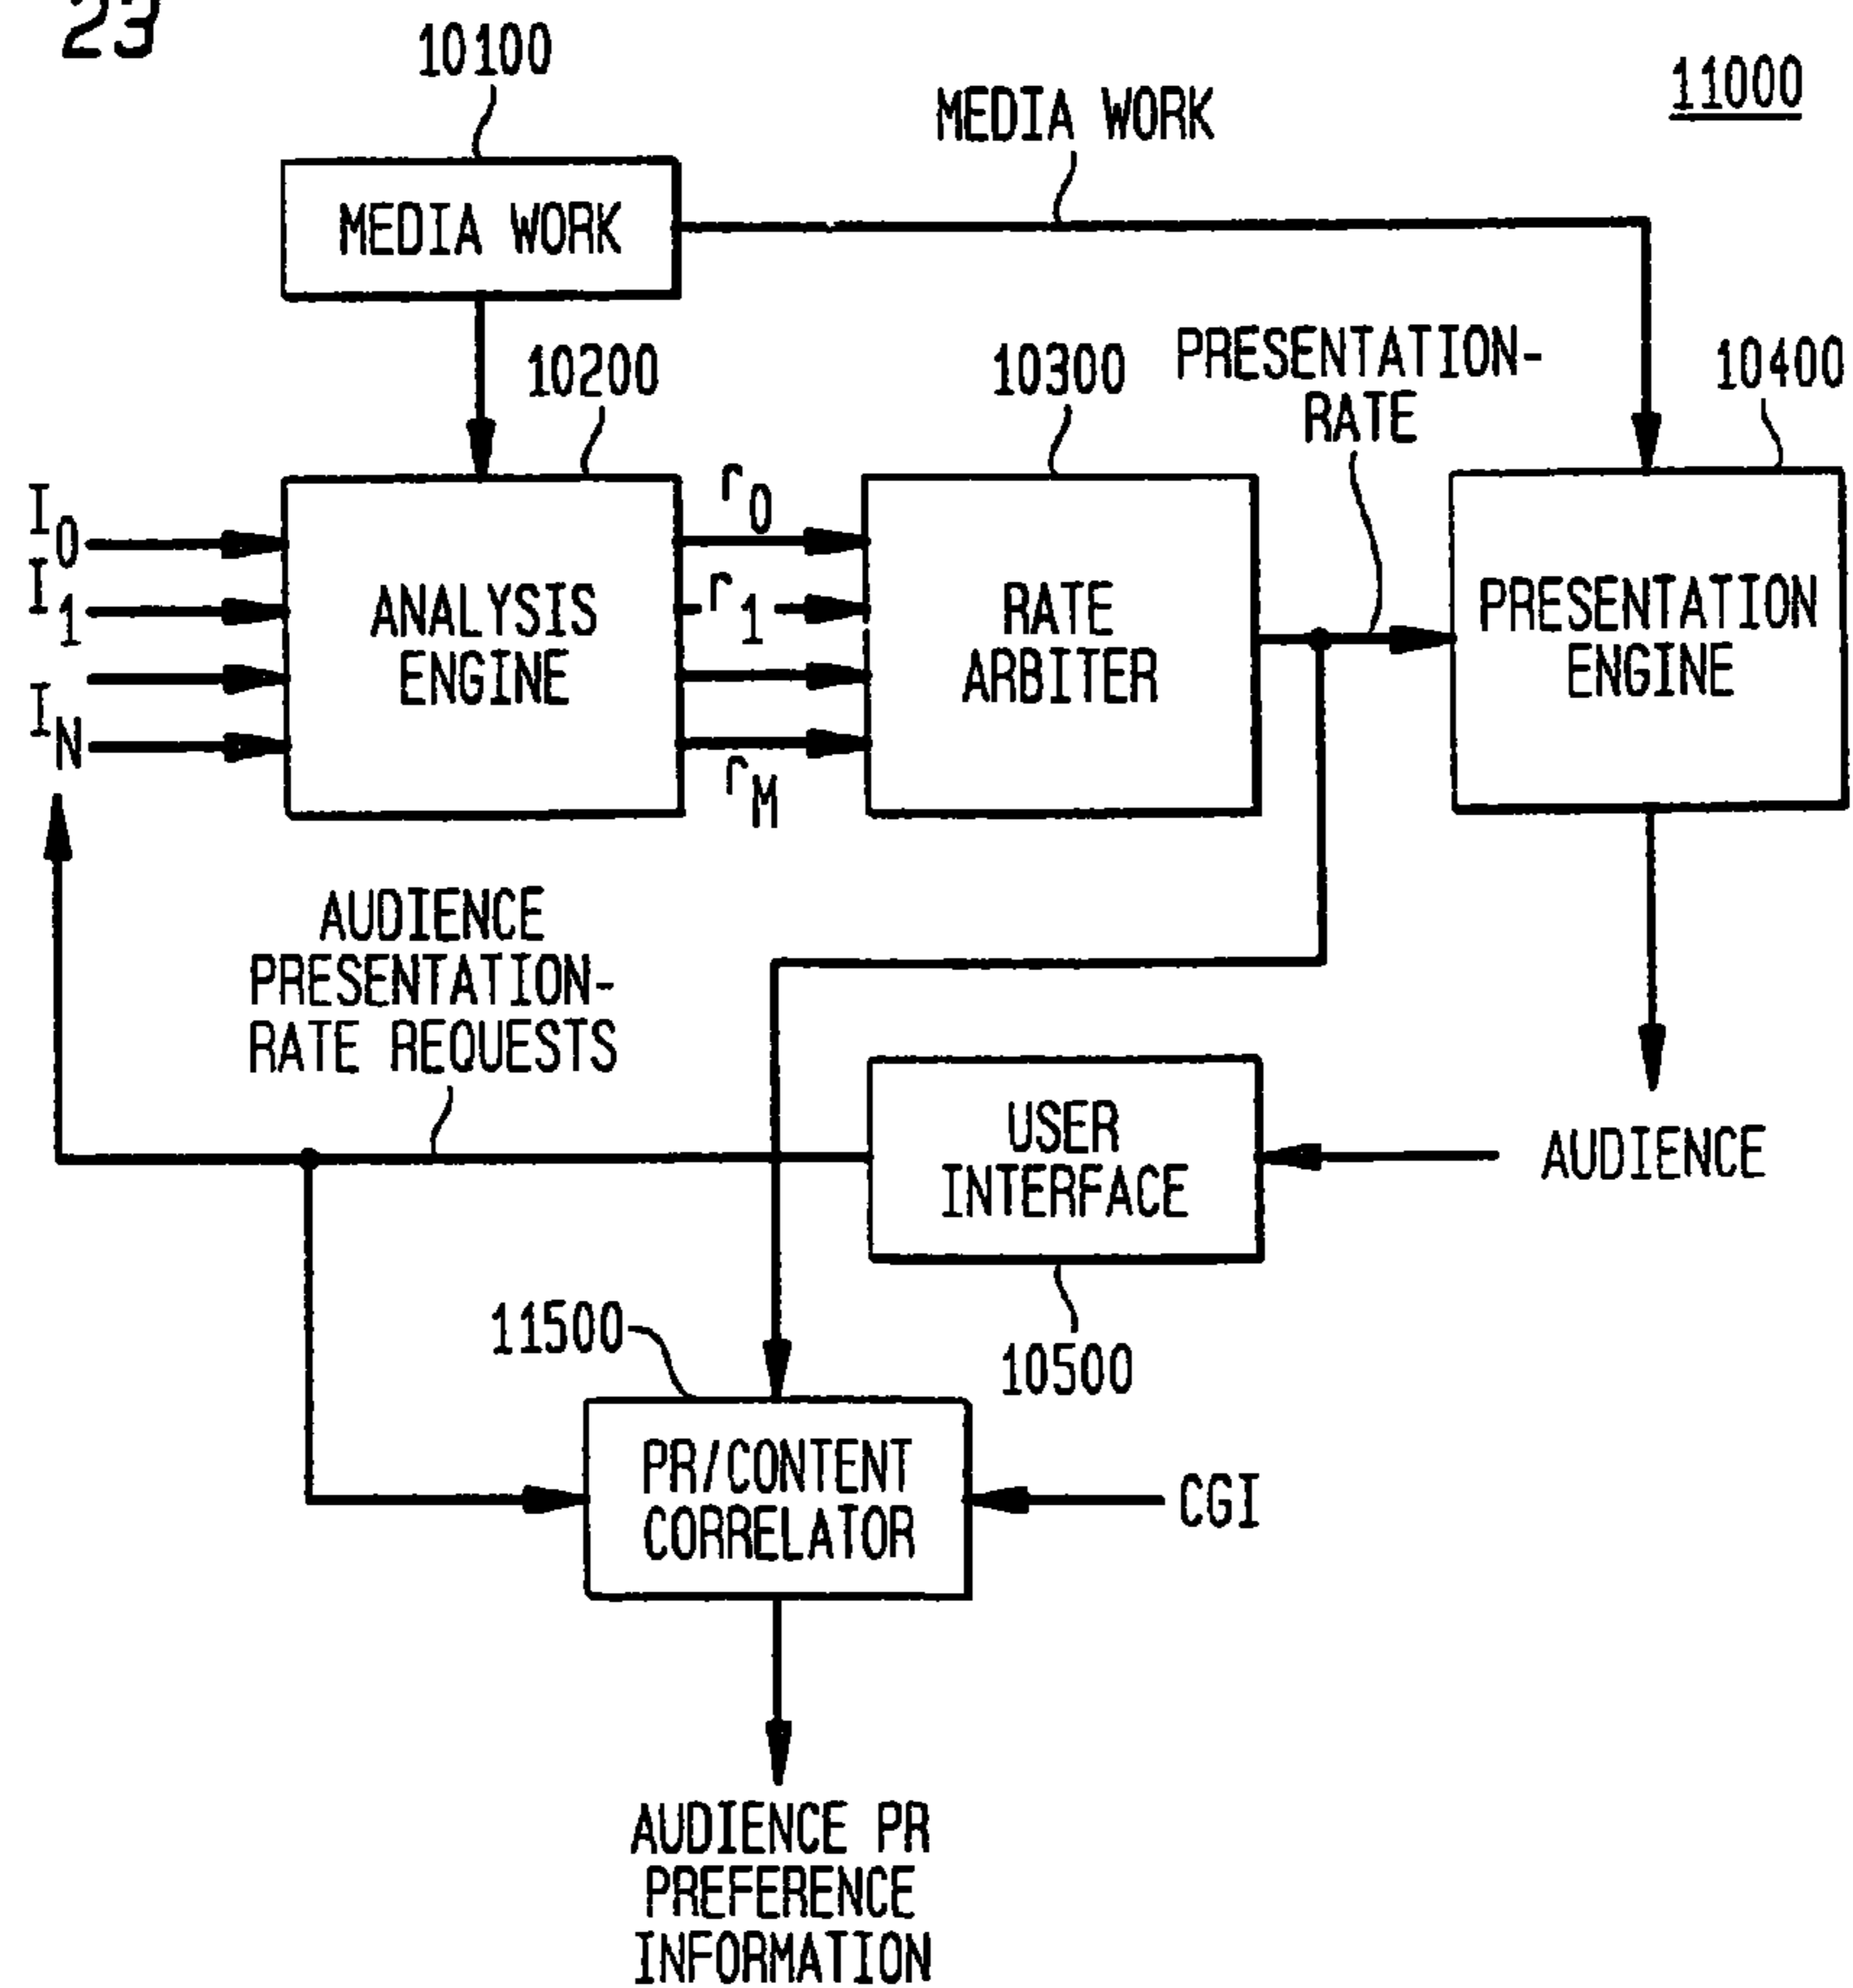 23
10100
11000
MEDIA WORK
MEDIA WORK
10200
10300
PRESENTATION-
RATE
10400
I0
I1
IN
ANALYSIS
ENGINE
r0
r1
rM
RATE
ARBITER
PRESENTATION
ENGINE
AUDIENCE
PRESENTATION-
RATE REQUESTS
USER
INTERFACE
AUDIENCE
11500
10500
PR/CONTENT
CORRELATOR
CGI
AUDIENCE PR
PREFERENCE
INFORMATION